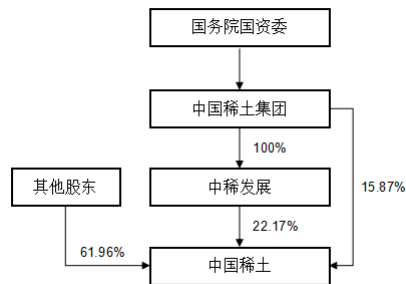 国务院国资委
中国稀土集团
100%
其他股东
中稀发展
15.87%
22.17%
61.96%
中国稀土